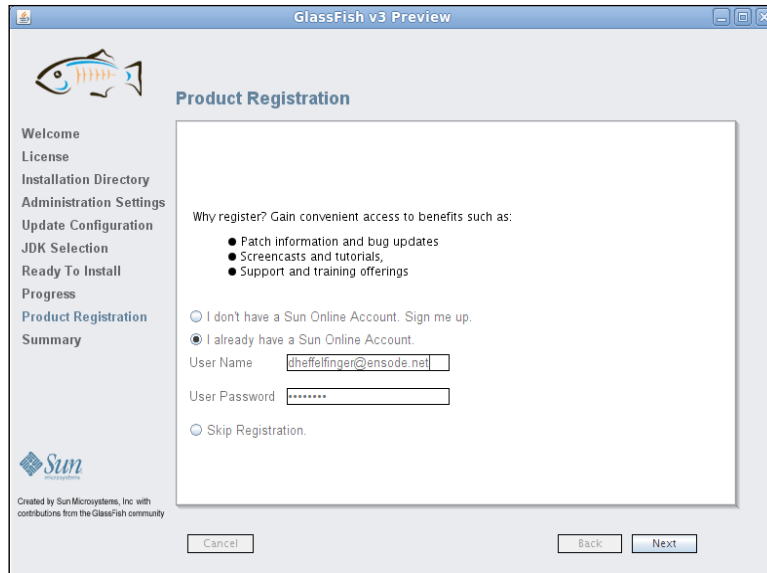 GlassFish v3 Preview
Product Registration
Welcome
License
Installation Directory
Administration Settings
Update Configuration
JDK Selection
Ready To Install
Progress
Product Registration
Summary
Why register? Gain convenient access to benefits such as:
● Patch information and bug updates
● Screencasts and tutorials,
● Support and training offerings
I don't have a Sun Online Account. Sign me up.
I already have a Sun Online Account.
User Name dheffelfinger@ensode.net
User Password ••••••••
Skip Registration.
Sun
microsystems
Created by Sun Microsystems, Inc with
contributions from the GlassFish community
Cancel Back Next